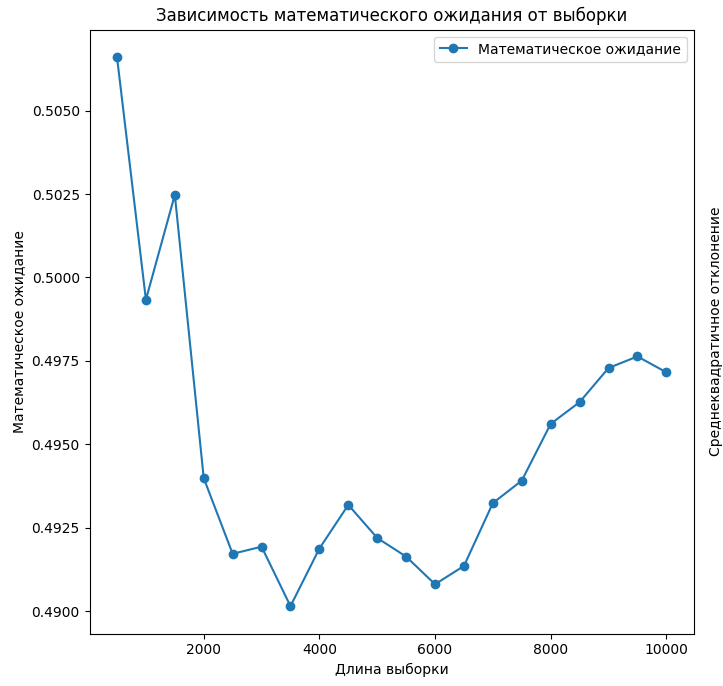 Зависимость математического ожидания от выборки
Математическое ожидание
0.5050
0.5025
0.5000
0.4975
0.4950
0.4925
0.4900
Математическое ожидание
Среднеквадратичное отклонение
2000
4000
6000
8000
10000
Длина выборки